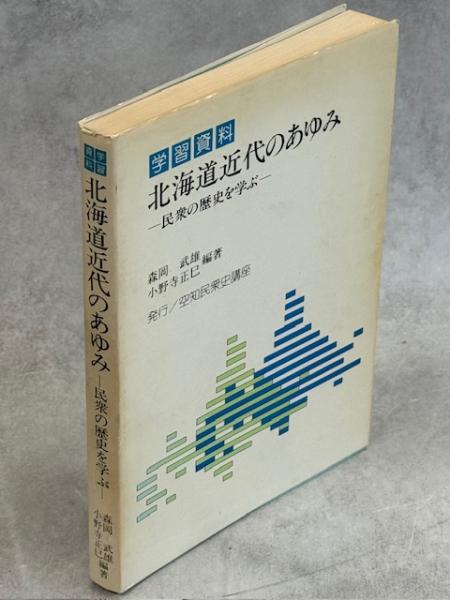 学習資料
北海道近代のあゆみ
―民衆の歴史を学ぶ―
森岡 武雄
小野寺正巳 編著
発行/空知民衆史講座
学習資料
北海道近代のあゆみ
―民衆の歴史を学ぶ―
森岡 武雄
小野寺正巳 編著